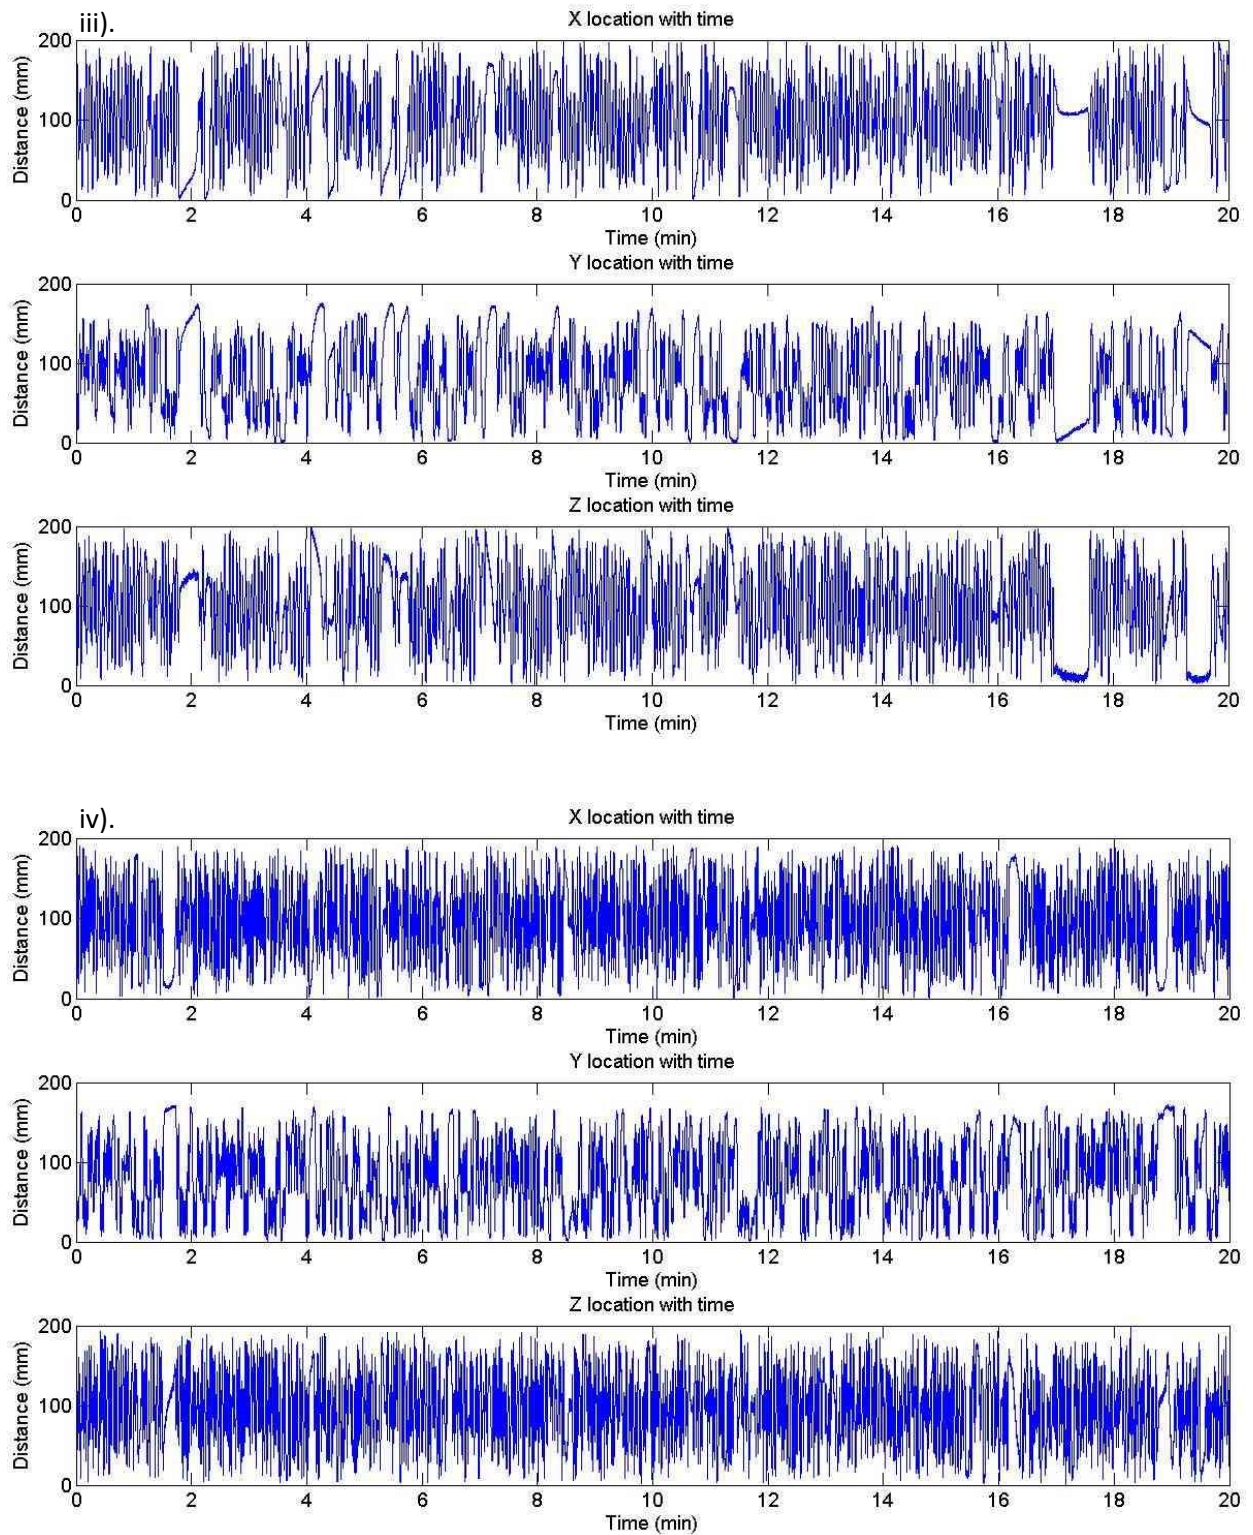 iii).
X location with time
Distance (mm)
200
100
0
0 2 4 6 8 10 12 14 16 18 20
Time (min)
Y location with time
Distance (mm)
200
100
0
0 2 4 6 8 10 12 14 16 18 20
Time (min)
Z location with time
Distance (mm)
200
100
0
0 2 4 6 8 10 12 14 16 18 20
Time (min)
iv).
X location with time
Distance (mm)
200
100
0
0 2 4 6 8 10 12 14 16 18 20
Time (min)
Y location with time
Distance (mm)
200
100
0
0 2 4 6 8 10 12 14 16 18 20
Time (min)
Z location with time
Distance (mm)
200
100
0
0 2 4 6 8 10 12 14 16 18 20
Time (min)